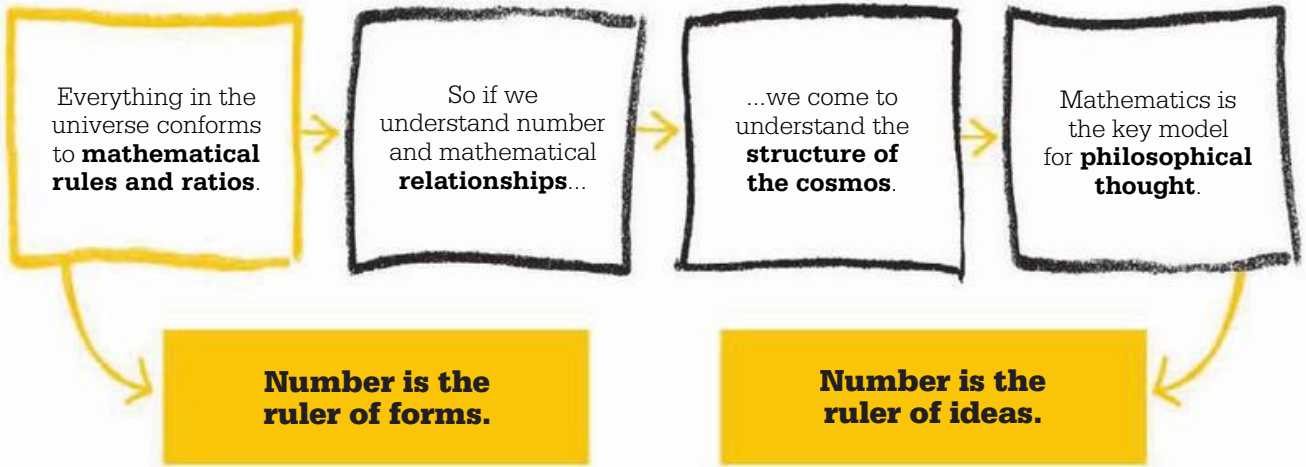 Everything in the
universe conforms
to mathematical
rules and ratios.
So if we
understand number
and mathematical
relationships...
...we come to
understand the
structure of
the cosmos.
Mathematics is
the key model
for philosophical
thought.
Number is the
ruler of forms.
Number is the
ruler of ideas.